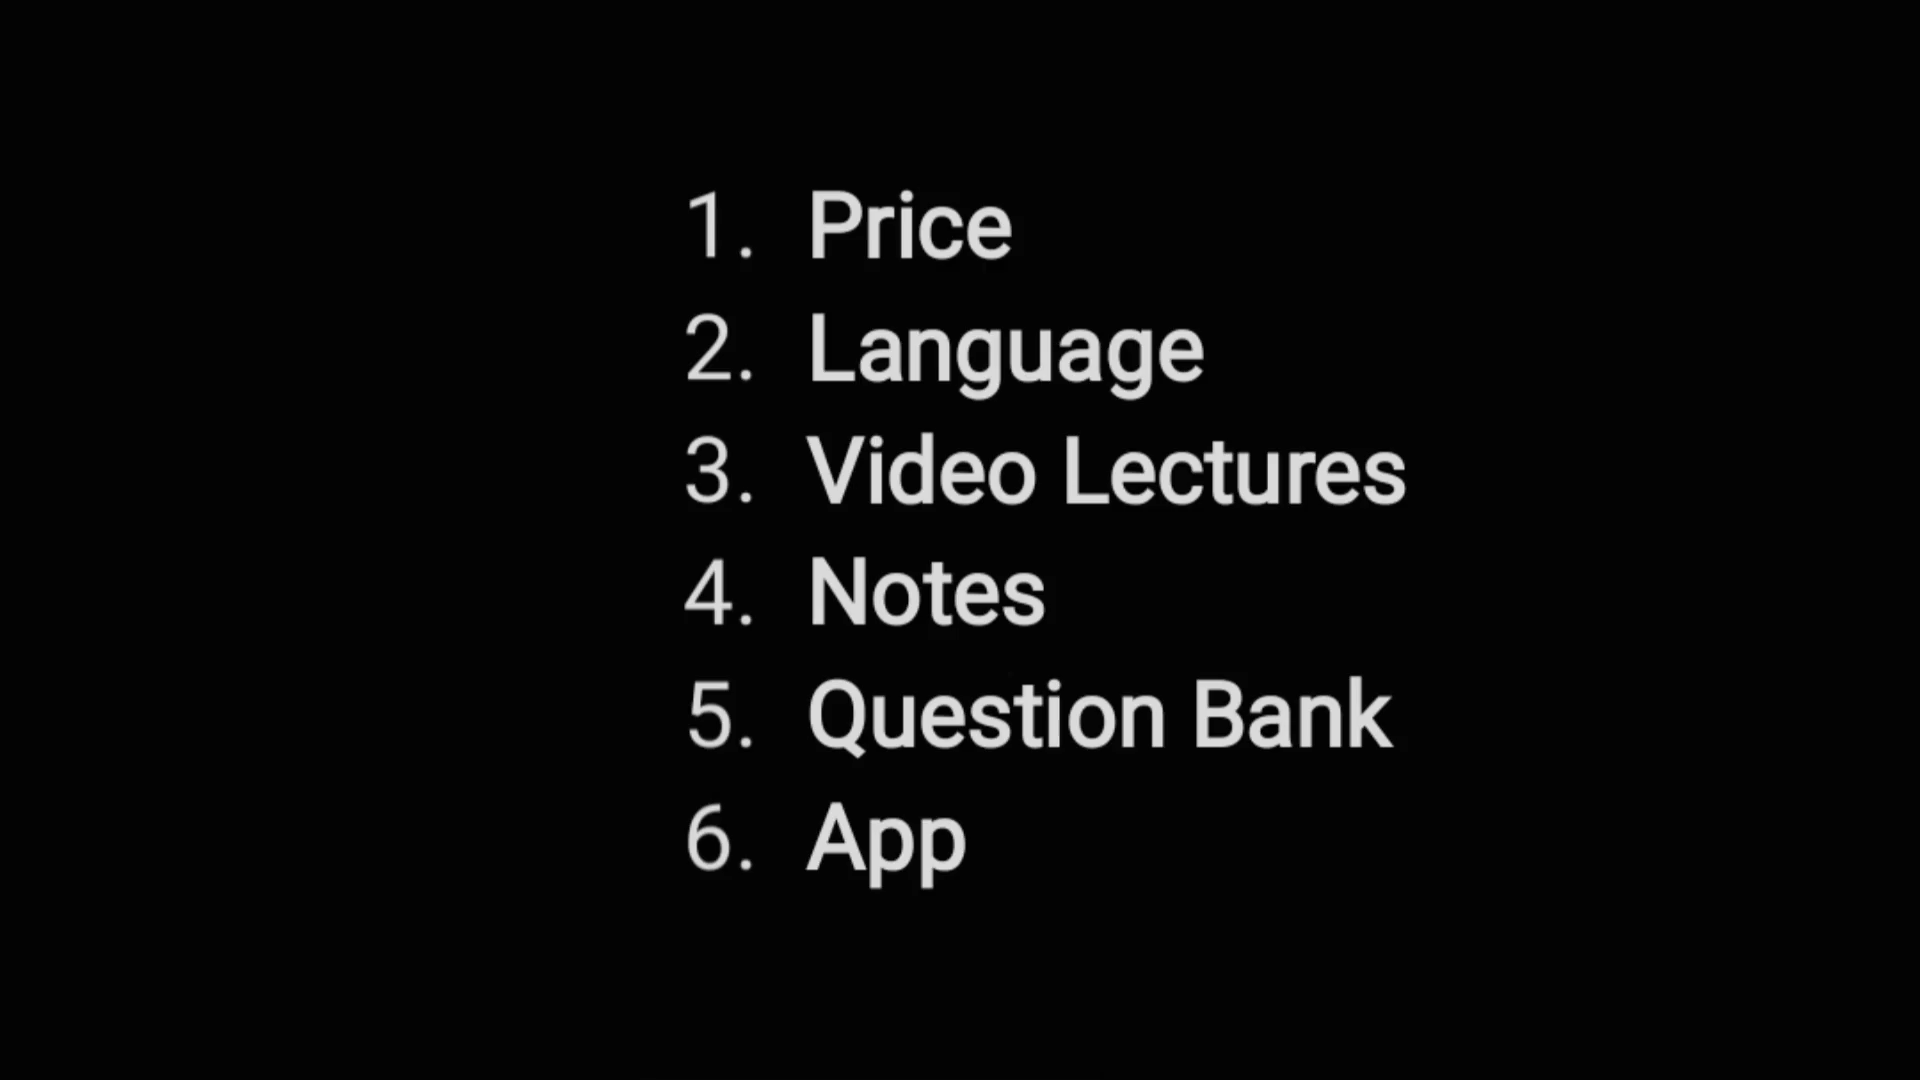 1. Price
2. Language
3. Video Lectures
4. Notes
5. Question Bank
6. App